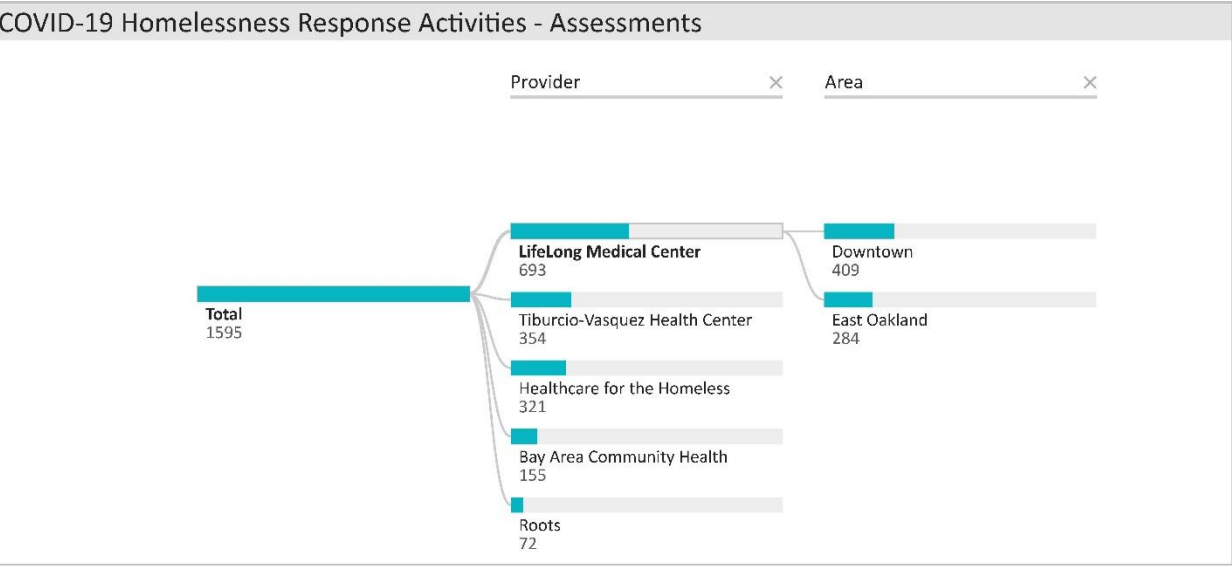 COVID-19 Homelessness Response Activities - Assessments
Provider
Area
Total
1595
LifeLong Medical Center
693
Tiburcio-Vasquez Health Center
354
Healthcare for the Homeless
321
Bay Area Community Health
155
Roots
72
Downtown
409
East Oakland
284